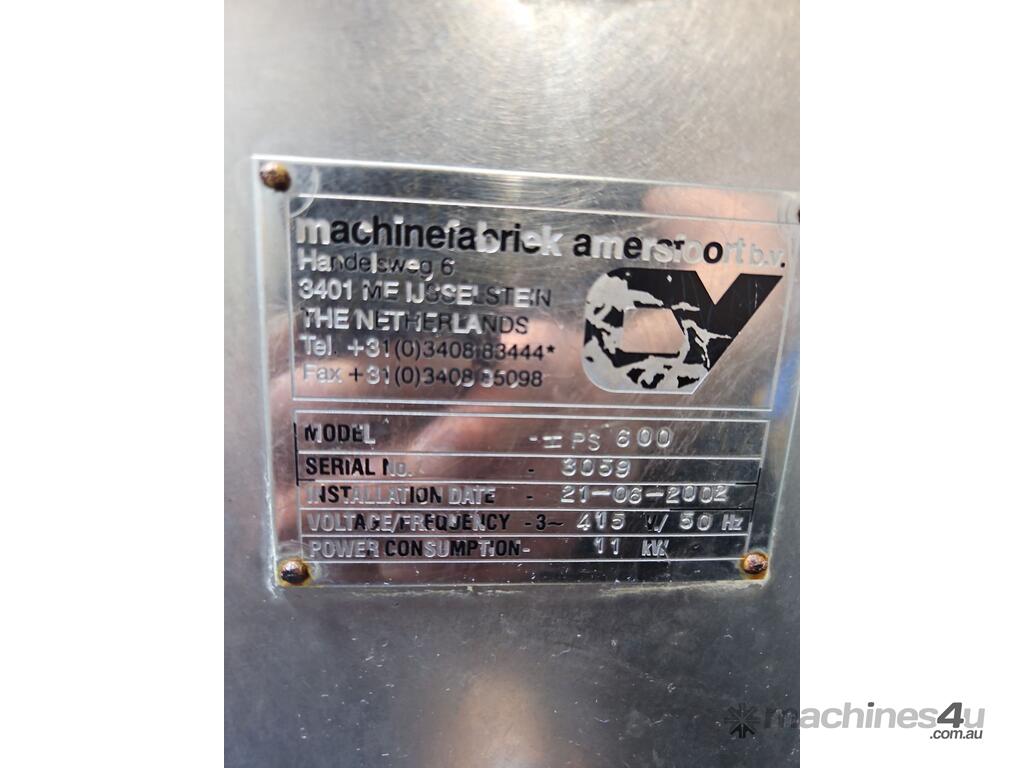 machinefabriek amersfoort b.v.
Handelsweg 6
3401 ME IJSSELSTEIN
THE NETHERLANDS
Tel. +31(0)3408 83444*
Fax +31(0)3408 85098
MODEL - PS 600
SERIAL No. - 3059
INSTALLATION DATE - 21-06-2002
VOLTAGE/FREQUENCY -3~ 415 V/ 50 Hz
POWER CONSUMPTION- 11 kW
machines4u
.com.au